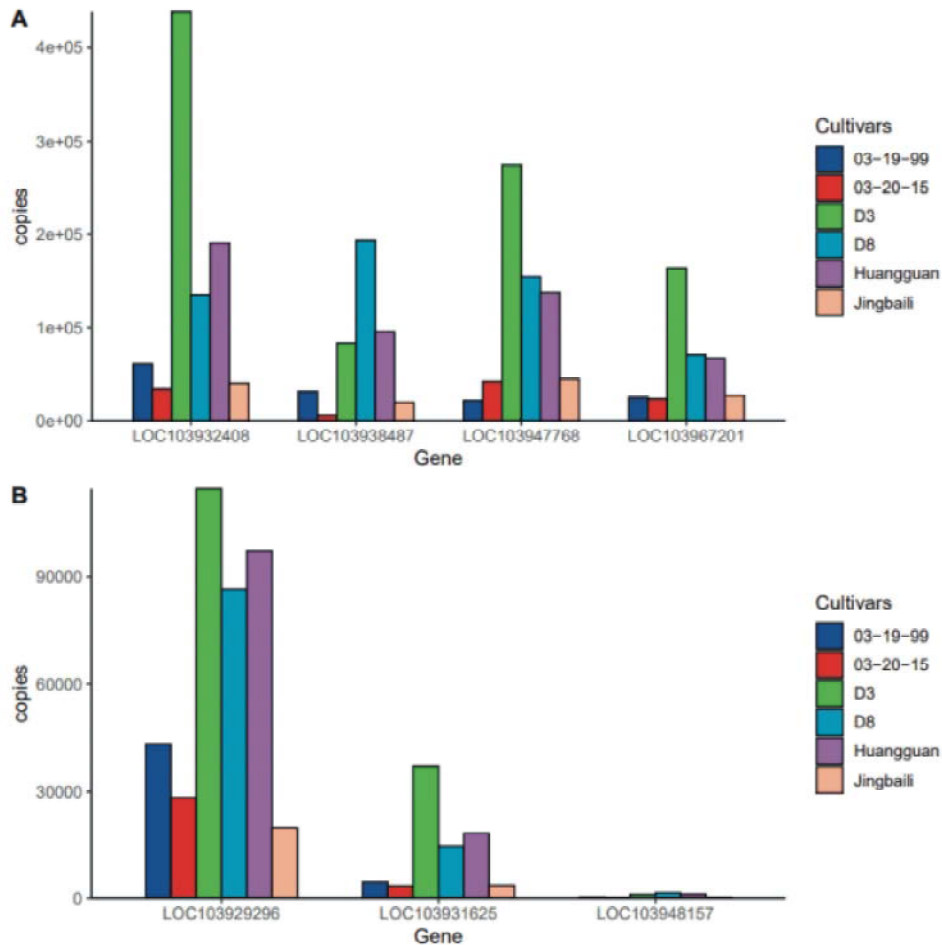 A
4e+05
3e+05
2e+05
1e+05
0e+00
copies
LOC103932408 LOC103938487 LOC103947768 LOC103967201
Gene
Cultivars
03-19-99
03-20-15
D3
D8
Huangguan
Jingbaili
B
90000
60000
30000
0
copies
LOC103929296 LOC103931625 LOC103948157
Gene
Cultivars
03-19-99
03-20-15
D3
D8
Huangguan
Jingbaili